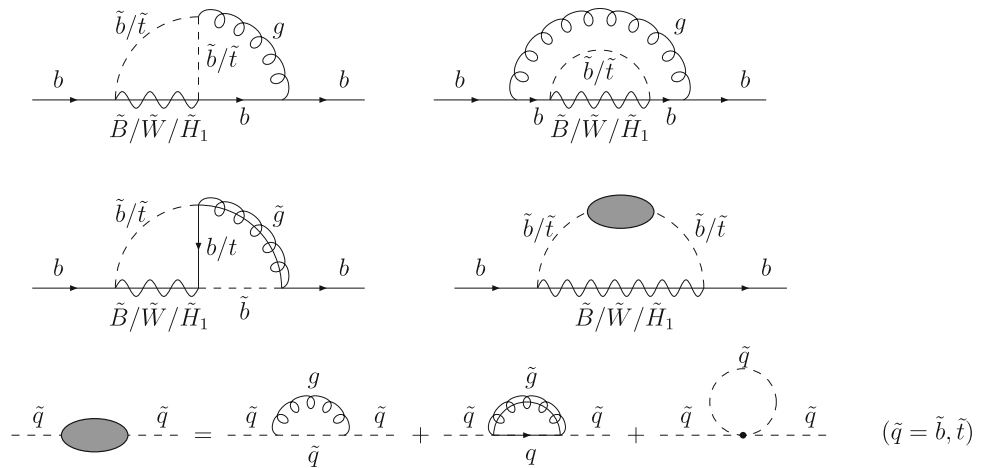 b̃/t̃ g b̃/t̃ b b b B̃/W̃/H̃₁
g b̃/t̃ b b b b B̃/W̃/H̃₁
b̃/t̃ g̃ b/t b b b̃ B̃/W̃/H̃₁
b̃/t̃ b̃/t̃ b b B̃/W̃/H̃₁
q̃ q̃ = q̃ g q̃ q̃ + q̃ g̃ q̃ q + q̃ q̃ q̃ (q̃ = b̃, t̃)